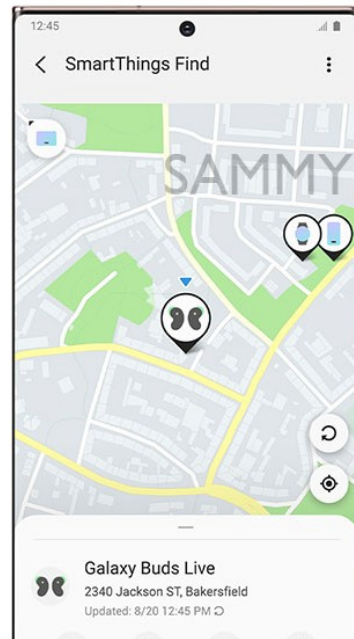 12:45
SmartThings Find
SAMMY
Galaxy Buds Live
2340 Jackson ST, Bakersfield
Updated: 8/20 12:45 PM